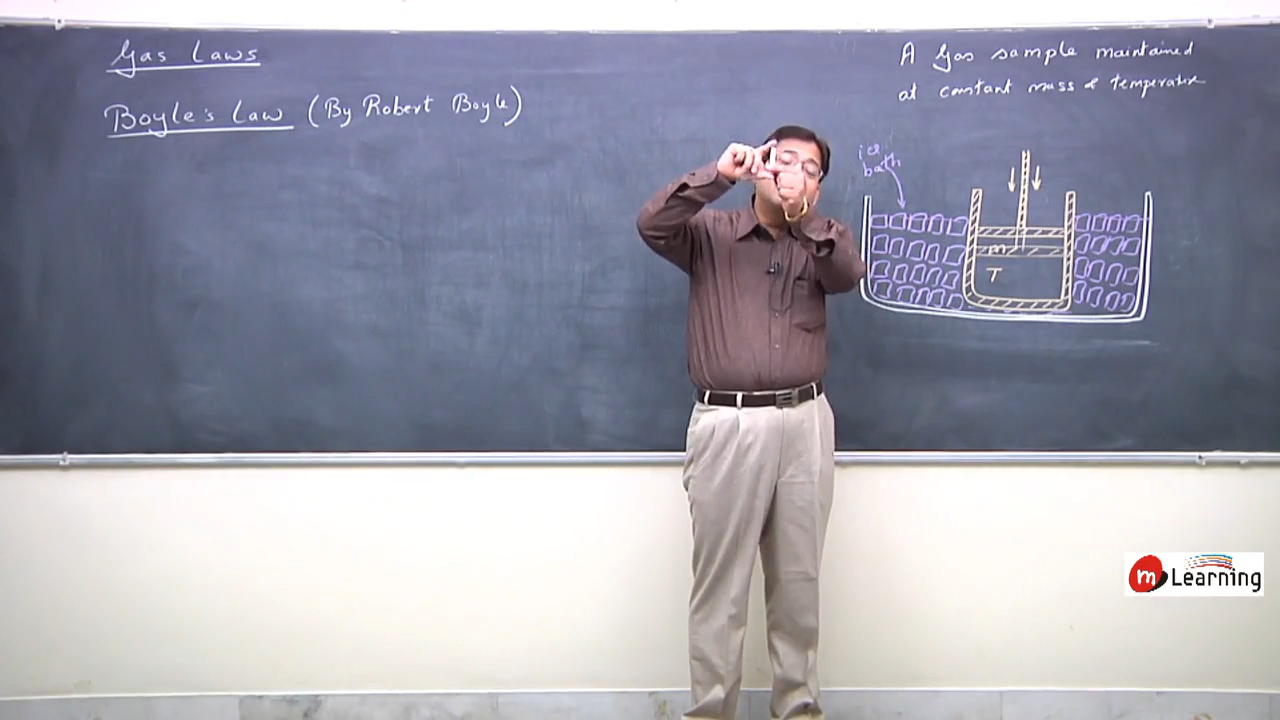 Gas Laws
Boyle's Law (By Robert Boyle)
A Gas sample maintained
at constant mass & temperature
ice
bath
m
T
m Learning